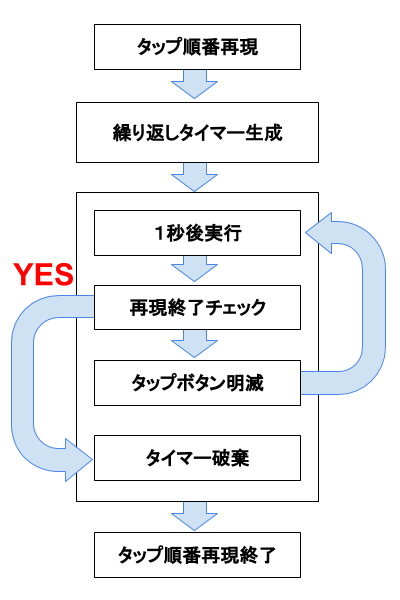 タップ順番再現
繰り返しタイマー生成
１秒後実行
YES
再現終了チェック
タップボタン明滅
タイマー破棄
タップ順番再現終了